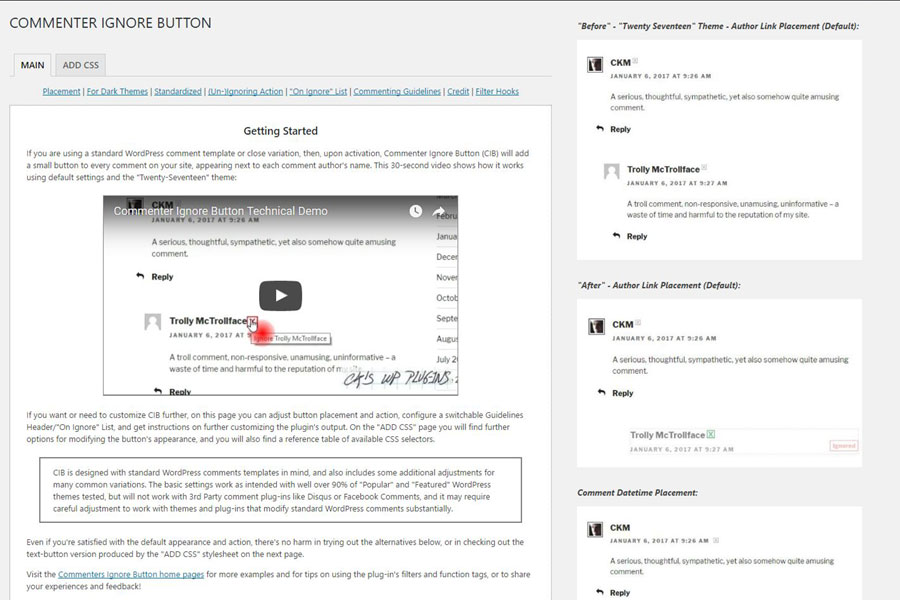 COMMENTER IGNORE BUTTON
MAIN
ADD CSS
Placement | For Dark Themes | Standardized | (Un-)Ignoring Action | "On Ignore" List | Commenting Guidelines | Credit | Filter Hooks
Getting Started
If you are using a standard WordPress comment template or close variation, then, upon activation, Commenter Ignore Button (CIB) will add
a small button to every comment on your site, appearing next to each comment author's name. This 30-second video shows how it works
using default settings and the "Twenty-Seventeen" theme:
CKM
Commenter Ignore Button Technical Demo
JANUARY 6, 2017 AT 9:26 AM
A serious, thoughtful, sympathetic, yet also somehow quite amusing
comment.
Reply
Trolly McTrollface
JANUARY 6, 2017 AT 9
Ignore Trolly McTrollface
A troll comment, non-responsive, unamusing, uninformative – a
waste of time and harmful to the reputation of m
Reply
Februa
Janua
Decem
Nover
Octob
Septe
Augus
July 2
CK'S WP PLUGINS
If you want or need to customize CIB further, on this page you can adjust button placement and action, configure a switchable Guidelines
Header/"On Ignore" List, and get instructions on further customizing the plugin's output. On the "ADD CSS" page you will find further
options for modifying the button's appearance, and you will also find a reference table of available CSS selectors.
CIB is designed with standard WordPress comments templates in mind, and also includes some additional adjustments for
many common variations. The basic settings work as intended with well over 90% of "Popular" and "Featured" WordPress
themes tested, but will not work with 3rd Party comment plug-ins like Disqus or Facebook Comments, and it may require
careful adjustment to work with themes and plug-ins that modify standard WordPress comments substantially.
Even if you're satisfied with the default appearance and action, there's no harm in trying out the alternatives below, or in checking out the
text-button version produced by the "ADD CSS" stylesheet on the next page.
Visit the Commenters Ignore Button home pages for more examples and for tips on using the plug-in's filters and function tags, or to share
your experiences and feedback!
"Before" - "Twenty Seventeen" Theme - Author Link Placement (Default):
CKM
JANUARY 6, 2017 AT 9:26 AM
A serious, thoughtful, sympathetic, yet also somehow quite amusing
comment.
Reply
Trolly McTrollface
JANUARY 6, 2017 AT 9:27 AM
A troll comment, non-responsive, unamusing, uninformative – a
waste of time and harmful to the reputation of my site.
Reply
"After" - Author Link Placement (Default):
CKM
JANUARY 6, 2017 AT 9:26 AM
A serious, thoughtful, sympathetic, yet also somehow quite amusing
comment.
Reply
Trolly McTrollface
Ignored
JANUARY 6, 2017 AT 9:27 AM
Comment Datetime Placement:
CKM
JANUARY 6, 2017 AT 9:26 AM
A serious, thoughtful, sympathetic, yet also somehow quite amusing
comment.
Reply